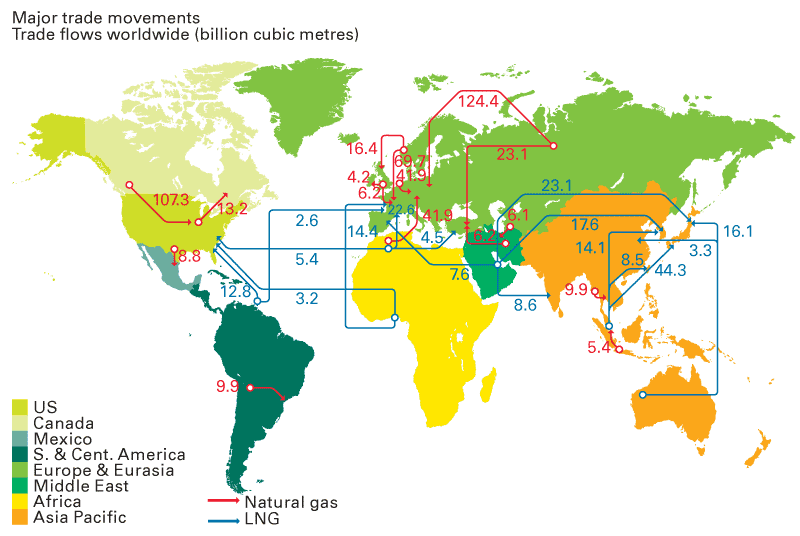 Major trade movements
Trade flows worldwide (billion cubic metres)
124.4
16.4
23.1
69.7
4.2
41.9
6.2
23.1
107.3
13.2
22.6
2.6
14.4
41.9
6.1
17.6
16.1
4.5
6.2
14.1
3.3
8.8
5.4
7.6
8.5
44.3
12.8
3.2
8.6
9.9
5.4
9.9
US
Canada
Mexico
S. & Cent. America
Europe & Eurasia
Middle East
Africa
Asia Pacific
Natural gas
LNG